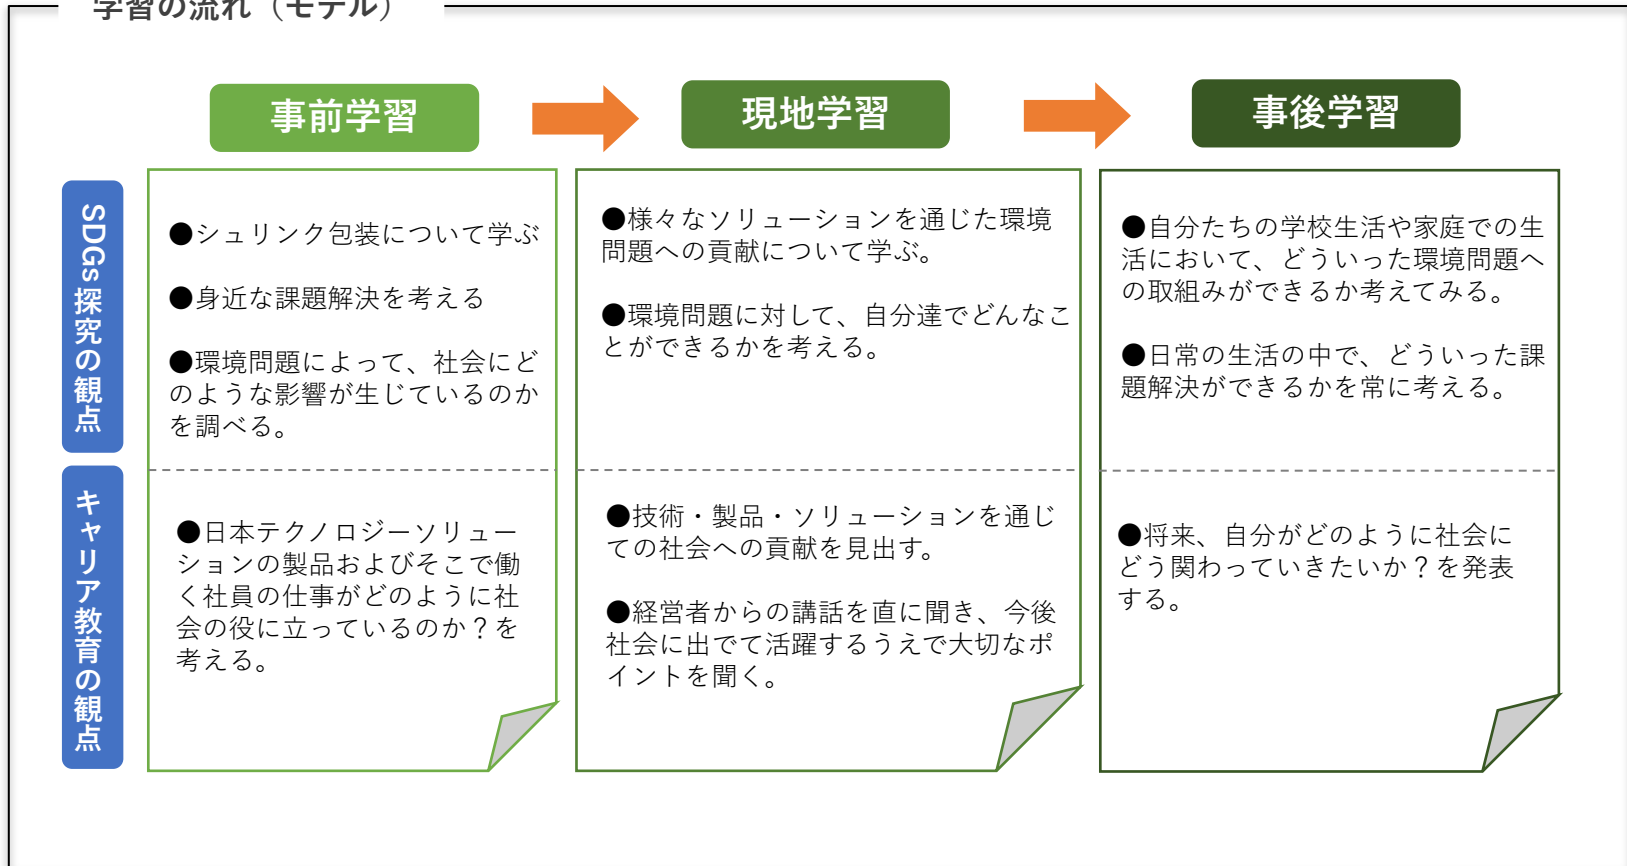 学習の流れ（モデル）
事前学習
現地学習
事後学習
SDGs探究の観点
●シュリンク包装について学ぶ
●身近な課題解決を考える
●環境問題によって、社会にど
のような影響が生じているのか
を調べる。
●様々なソリューションを通じた環境
問題への貢献について学ぶ。
●環境問題に対して、自分達でどんなこ
とができるかを考える。
●自分たちの学校生活や家庭での生
活において、どういった環境問題へ
の取組みができるか考えてみる。
●日常の生活の中で、どういった課
題解決ができるかを常に考える。
キャリア教育の観点
●日本テクノロジーソリュー
ションの製品およびそこで働
く社員の仕事がどのように社
会の役に立っているのか？を
考える。
●技術・製品・ソリューションを通じ
ての社会への貢献を見出す。
●経営者からの講話を直に聞き、今後
社会に出でて活躍するうえで大切なポ
イントを聞く。
●将来、自分がどのように社会に
どう関わっていきたいか？を発表
する。